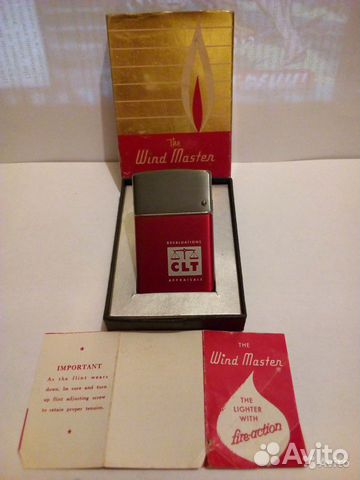 The
Wind Master
REVALUATIONS
CLT
APPRAISALS
IMPORTANT
As the flint wears
down, be sure and turn
up flint adjusting screw
to retain proper tension.
THE
Wind Master
THE
LIGHTER
WITH
fire-action
Avito